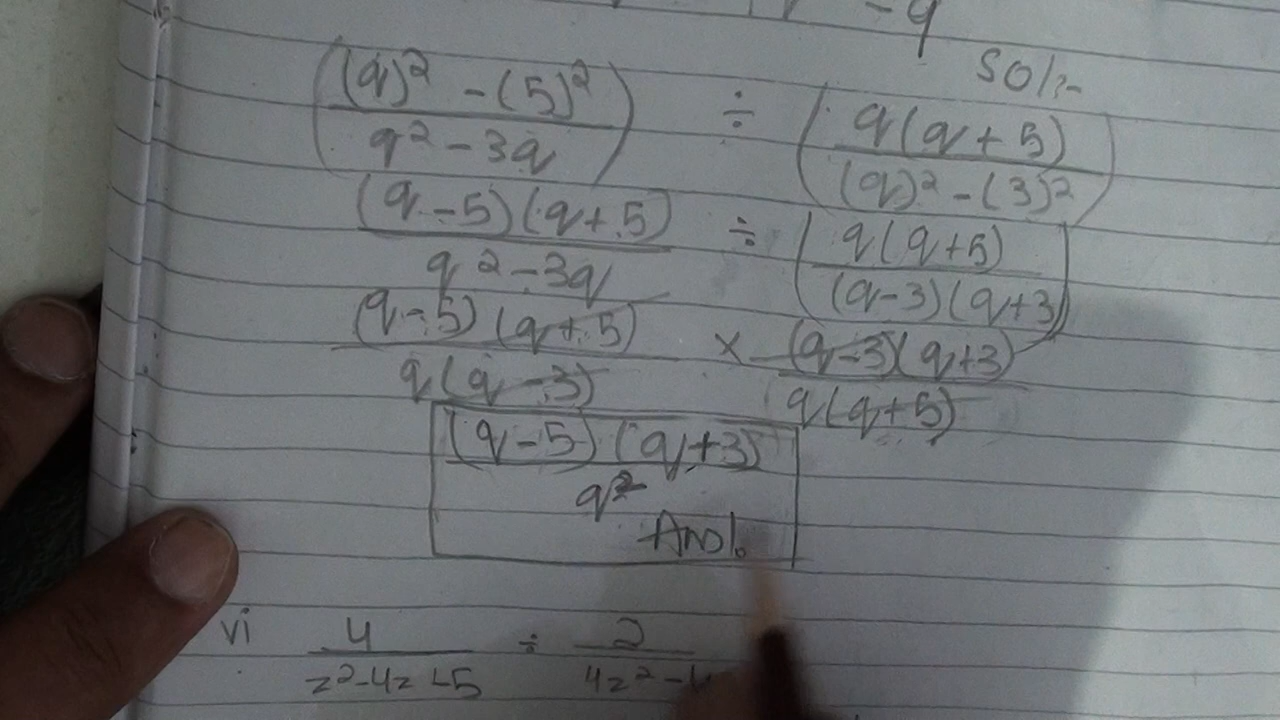 - q
Sol:-
((q)² - (5)² / q² - 3q) ÷ (q(q + 5) / (q)² - (3)²)
(q - 5)(q + 5) / q² - 3q ÷ (q(q + 5) / (q - 3)(q + 3))
(q - 5)(q + 5) / q(q - 3) × (q - 3)(q + 3) / q(q + 5)
(q - 5)(q + 3) / q²
Ans.
vi 4 / z² - 4z - 5 ÷ 2 / 4z² - 4